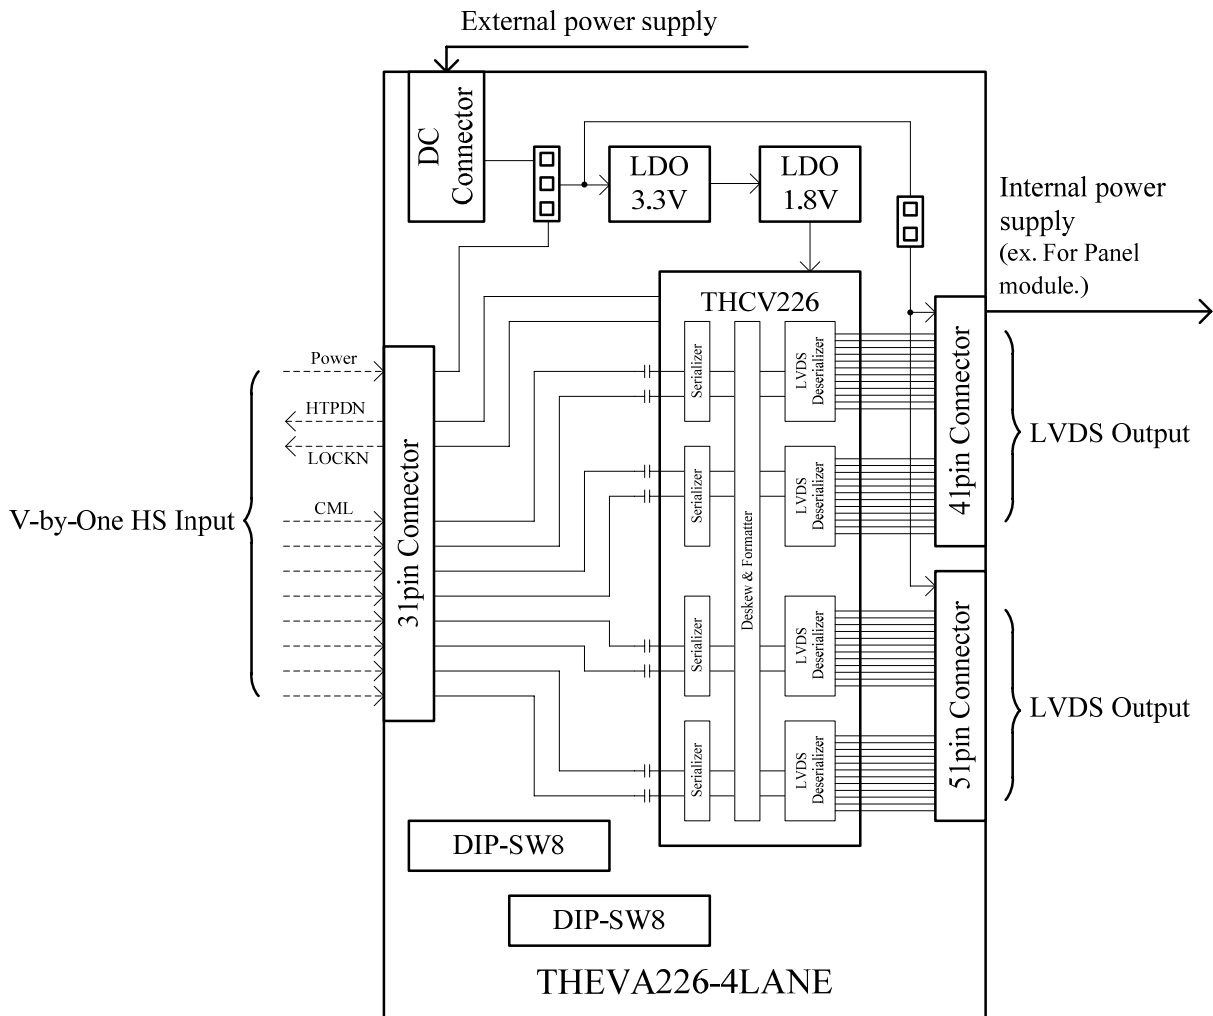 External power supply
DC
Connector
LDO
3.3V
LDO
1.8V
Internal power
supply
(ex. For Panel
module.)
THCV226
Power
HTPDN
LOCKN
CML
V-by-One HS Input
31pin Connector
Serializer
Serializer
Serializer
Serializer
Deskew & Formatter
LVDS
Deserializer
LVDS
Deserializer
LVDS
Deserializer
LVDS
Deserializer
41pin Connector
51pin Connector
LVDS Output
LVDS Output
DIP-SW8
DIP-SW8
THEVA226-4LANE